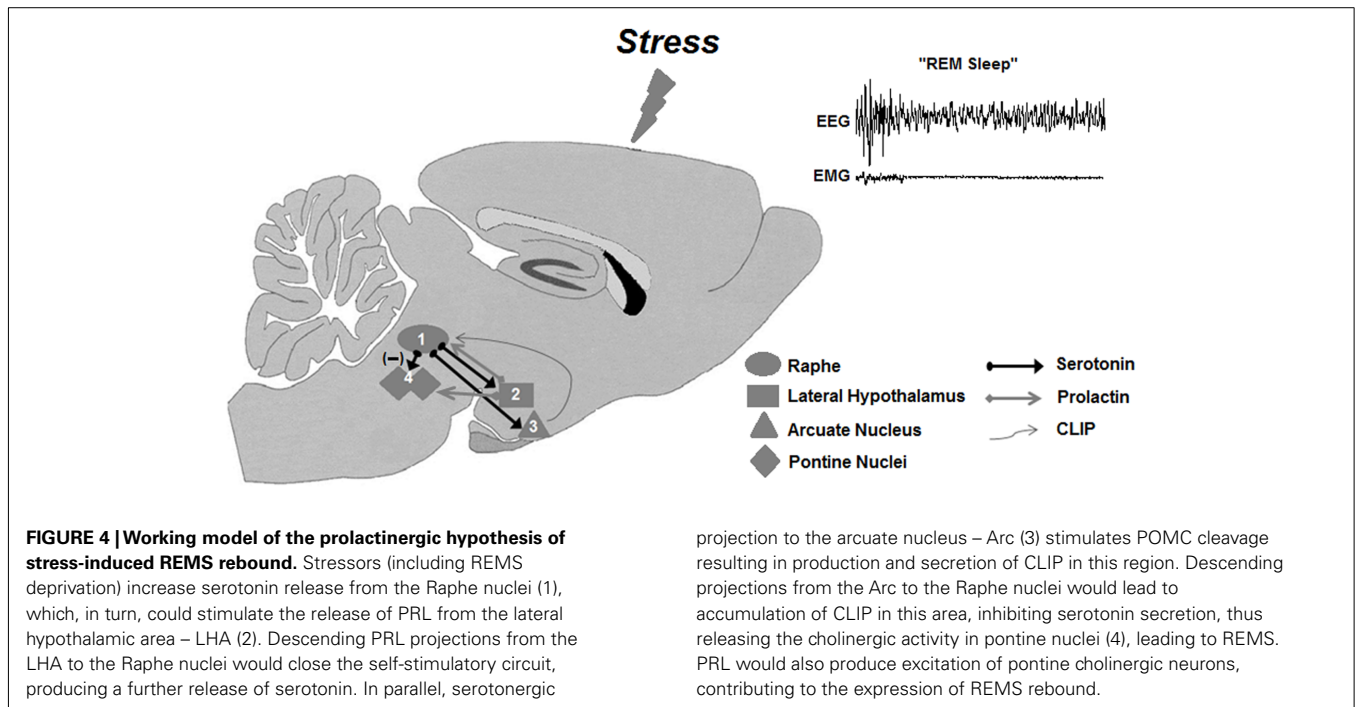 Stress
"REM Sleep"
EEG
EMG
1
(−)
4
2
3
Raphe
Lateral Hypothalamus
Arcuate Nucleus
Pontine Nuclei
Serotonin
Prolactin
CLIP
FIGURE 4 | Working model of the prolactinergic hypothesis of
stress-induced REMS rebound. Stressors (including REMS
deprivation) increase serotonin release from the Raphe nuclei (1),
which, in turn, could stimulate the release of PRL from the lateral
hypothalamic area – LHA (2). Descending PRL projections from the
LHA to the Raphe nuclei would close the self-stimulatory circuit,
producing a further release of serotonin. In parallel, serotonergic
projection to the arcuate nucleus – Arc (3) stimulates POMC cleavage
resulting in production and secretion of CLIP in this region. Descending
projections from the Arc to the Raphe nuclei would lead to
accumulation of CLIP in this area, inhibiting serotonin secretion, thus
releasing the cholinergic activity in pontine nuclei (4), leading to REMS.
PRL would also produce excitation of pontine cholinergic neurons,
contributing to the expression of REMS rebound.